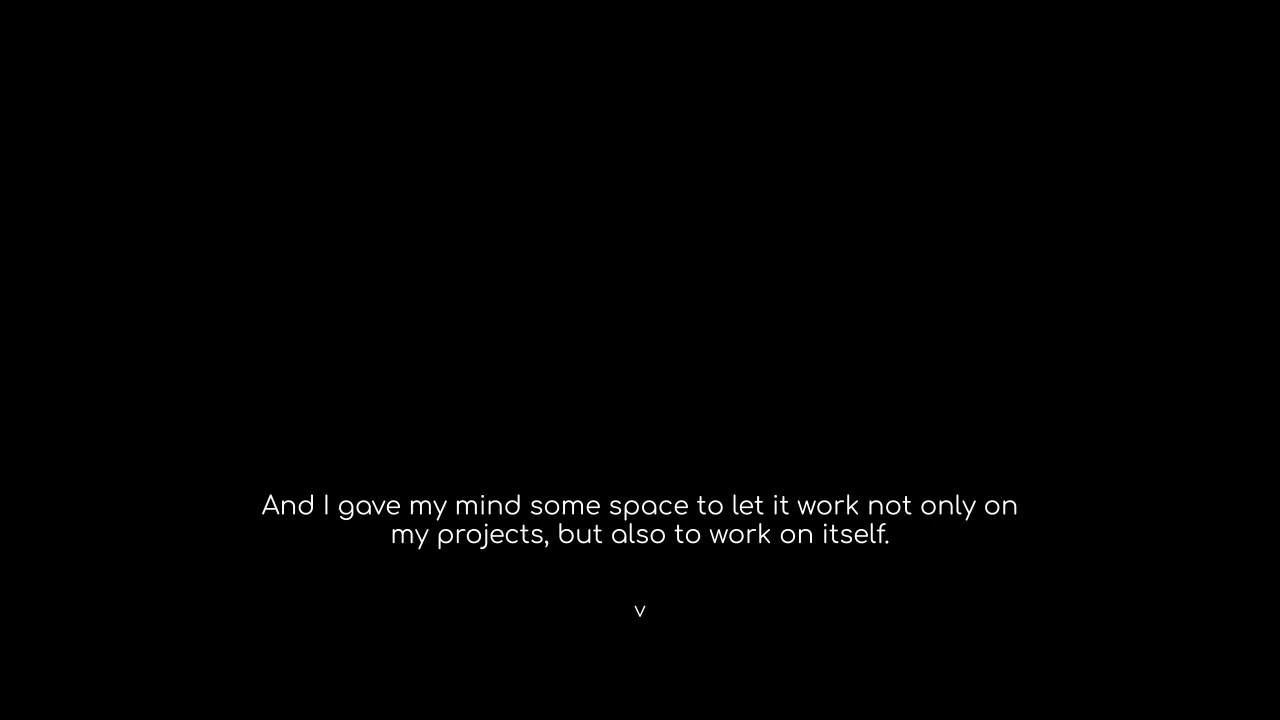 And I gave my mind some space to let it work not only on
my projects, but also to work on itself.
v